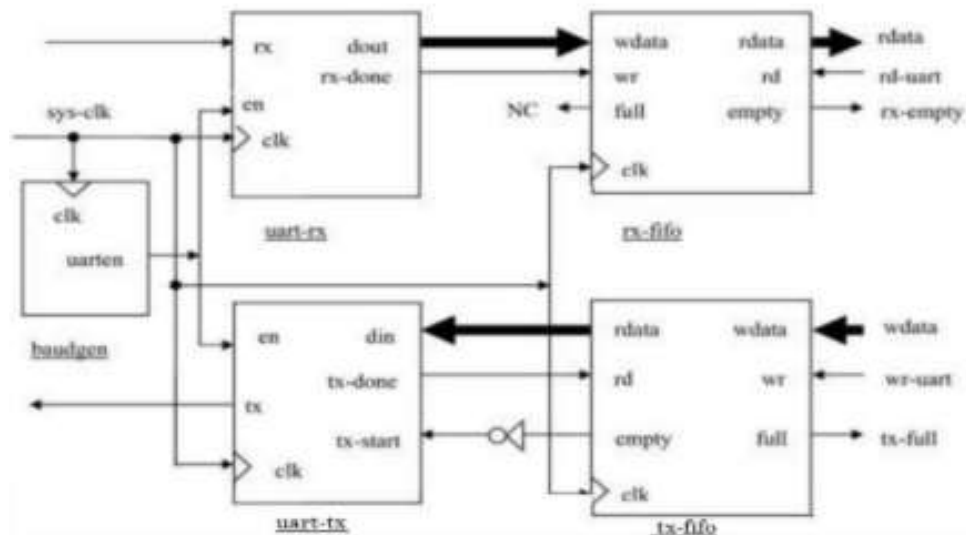 rx dout wdata rdata rdata
rx-done wr rd rd-uart
en NC full empty rx-empty
sys-clk
clk clk
clk uart-rx rx-fifo
uarten
en din rdata wdata wdata
baudgen
tx-done rd wr wr-uart
tx
tx-start empty full tx-full
clk clk
uart-tx tx-fifo